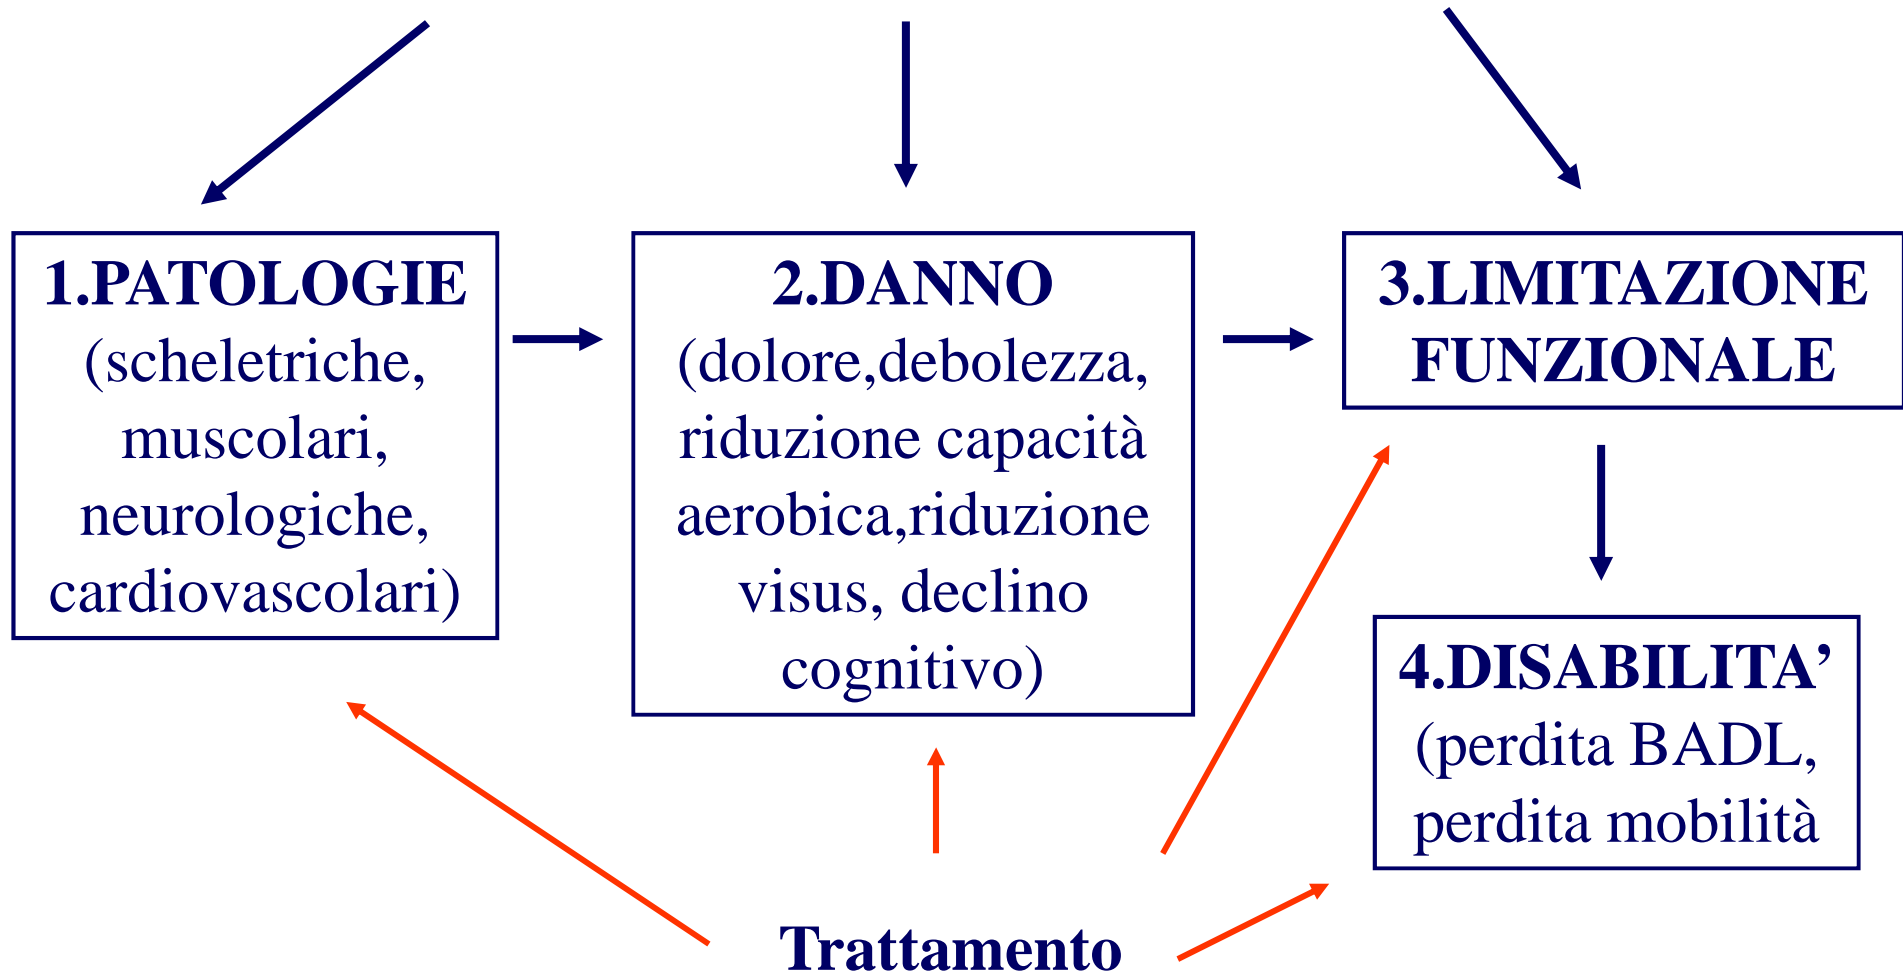 1.PATOLOGIE
(scheletriche,
muscolari,
neurologiche,
cardiovascolari)
2.DANNO
(dolore,debolezza,
riduzione capacità
aerobica,riduzione
visus, declino
cognitivo)
3.LIMITAZIONE
FUNZIONALE
4.DISABILITA’
(perdita BADL,
perdita mobilità
Trattamento